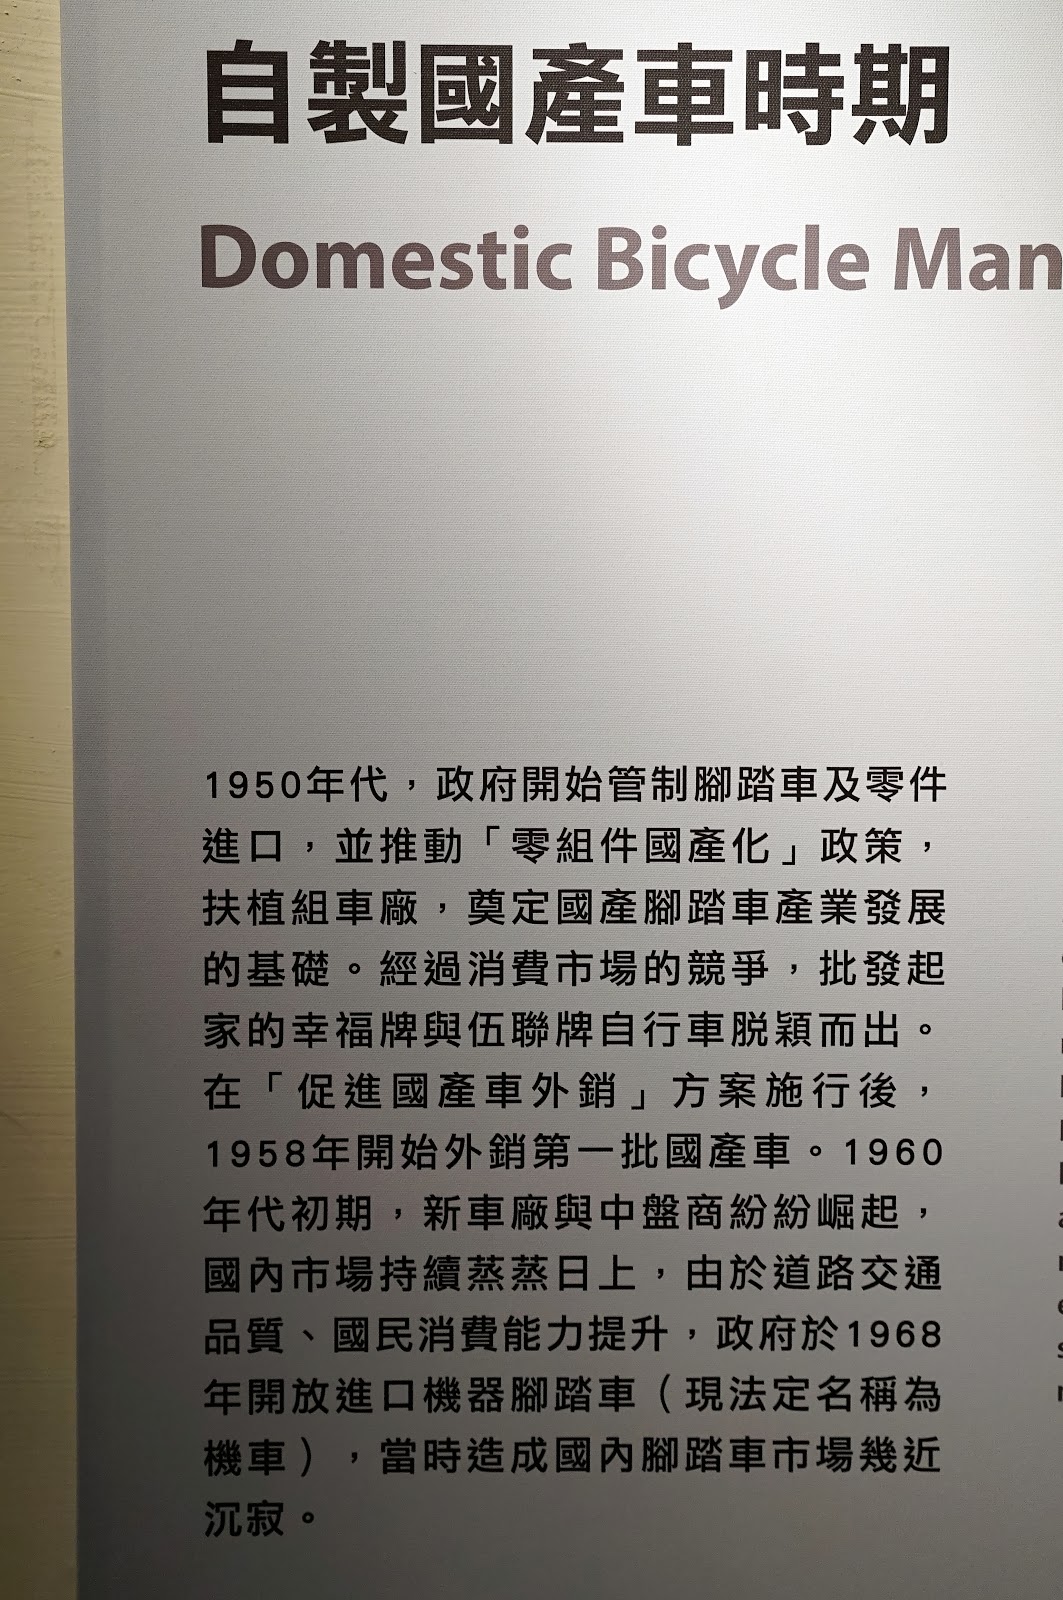 自製國產車時期
Domestic Bicycle Man
1950年代，政府開始管制腳踏車及零件
進口，並推動「零組件國產化」政策，
扶植組車廠，奠定國產腳踏車產業發展
的基礎。經過消費市場的競爭，批發起
家的幸福牌與伍聯牌自行車脫穎而出。
在「促進國產車外銷」方案施行後，
1958年開始外銷第一批國產車。1960
年代初期，新車廠與中盤商紛紛崛起，
國內市場持續蒸蒸日上，由於道路交通
品質、國民消費能力提升，政府於1968
年開放進口機器腳踏車（現法定名稱為
機車），當時造成國內腳踏車市場幾近
沉寂。